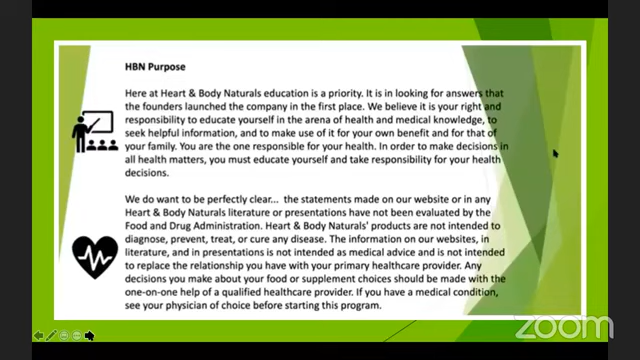 HBN Purpose
Here at Heart & Body Naturals education is a priority. It is in looking for answers that
the founders launched the company in the first place. We believe it is your right and
responsibility to educate yourself in the arena of health and medical knowledge, to
seek helpful information, and to make use of it for your own benefit and for that of
your family. You are the one responsible for your health. In order to make decisions in
all health matters, you must educate yourself and take responsibility for your health
decisions.
We do want to be perfectly clear... the statements made on our website or in any
Heart & Body Naturals literature or presentations have not been evaluated by the
Food and Drug Administration. Heart & Body Naturals' products are not intended to
diagnose, prevent, treat, or cure any disease. The information on our websites, in
literature, and in presentations is not intended as medical advice and is not intended
to replace the relationship you have with your primary healthcare provider. Any
decisions you make about your food or supplement choices should be made with the
one-on-one help of a qualified healthcare provider. If you have a medical condition,
see your physician of choice before starting this program.
zoom